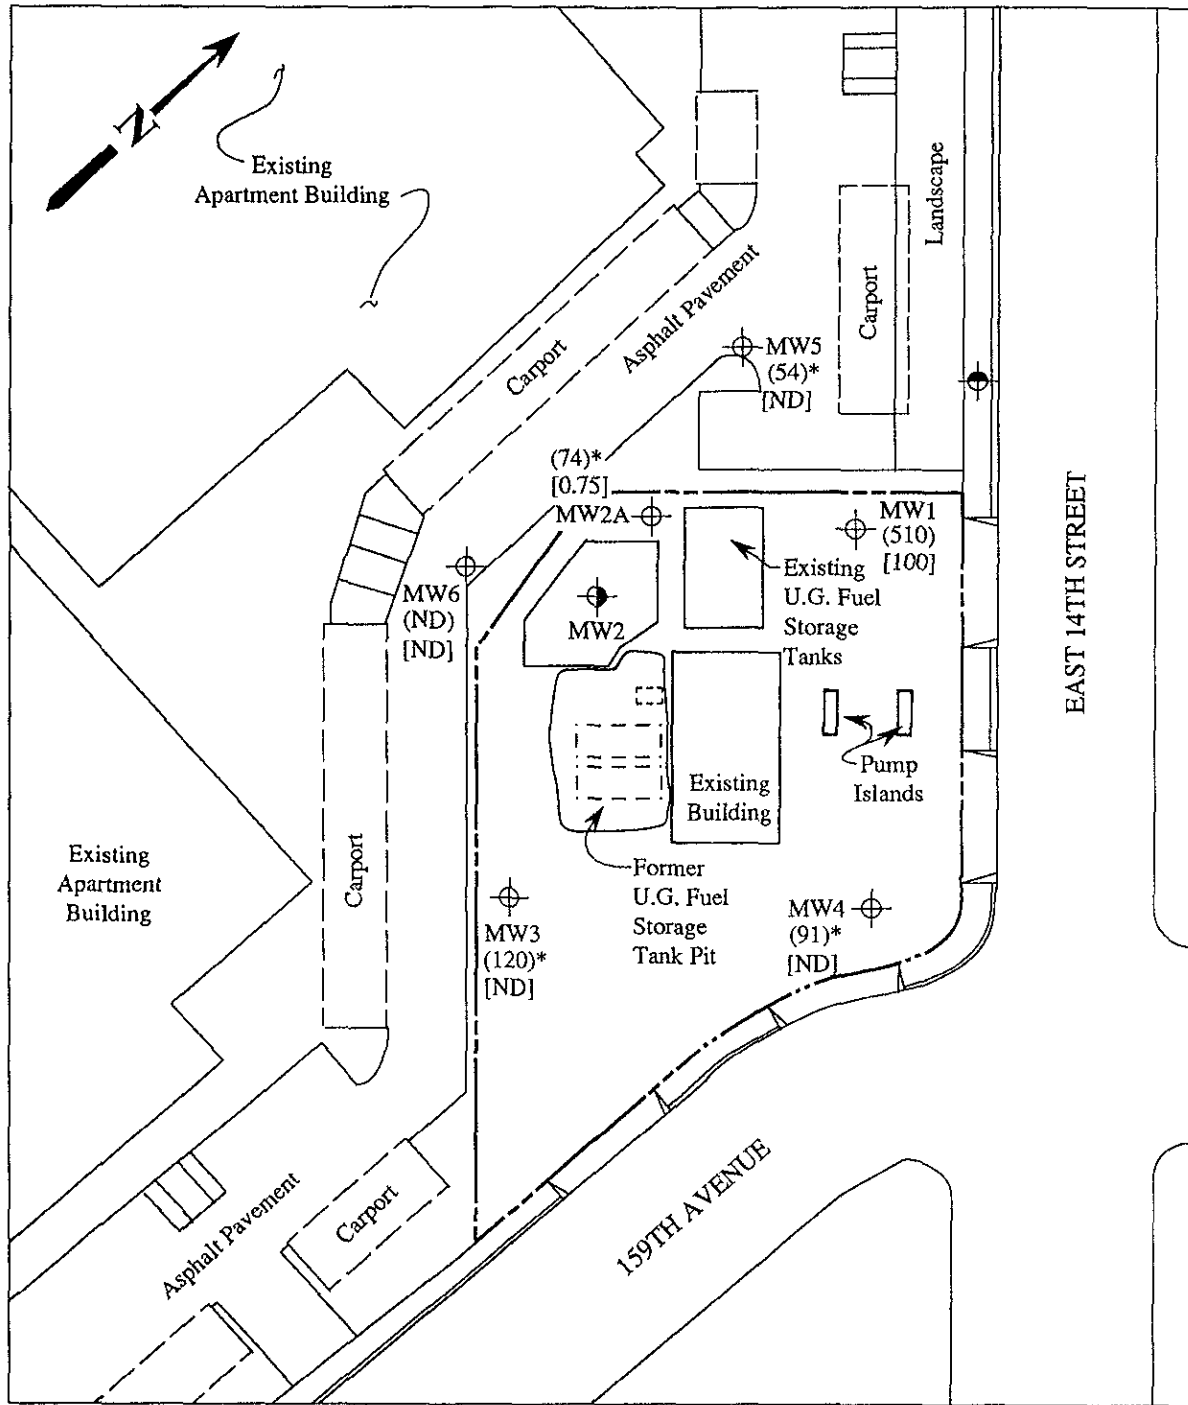 N
Existing
Apartment Building
Landscape
Carport
Asphalt Pavement
Carport
MW5
(54)*
[ND]
(74)*
[0.75]
MW2A
MW1
(510)
[100]
EAST 14TH STREET
Existing
U.G. Fuel
Storage
Tanks
MW6
(ND)
[ND]
MW2
Pump
Islands
Existing
Building
Existing
Apartment
Building
Carport
Former
U.G. Fuel
Storage
Tank Pit
MW3
(120)*
[ND]
MW4
(91)*
[ND]
159TH AVENUE
Carport
Asphalt Pavement